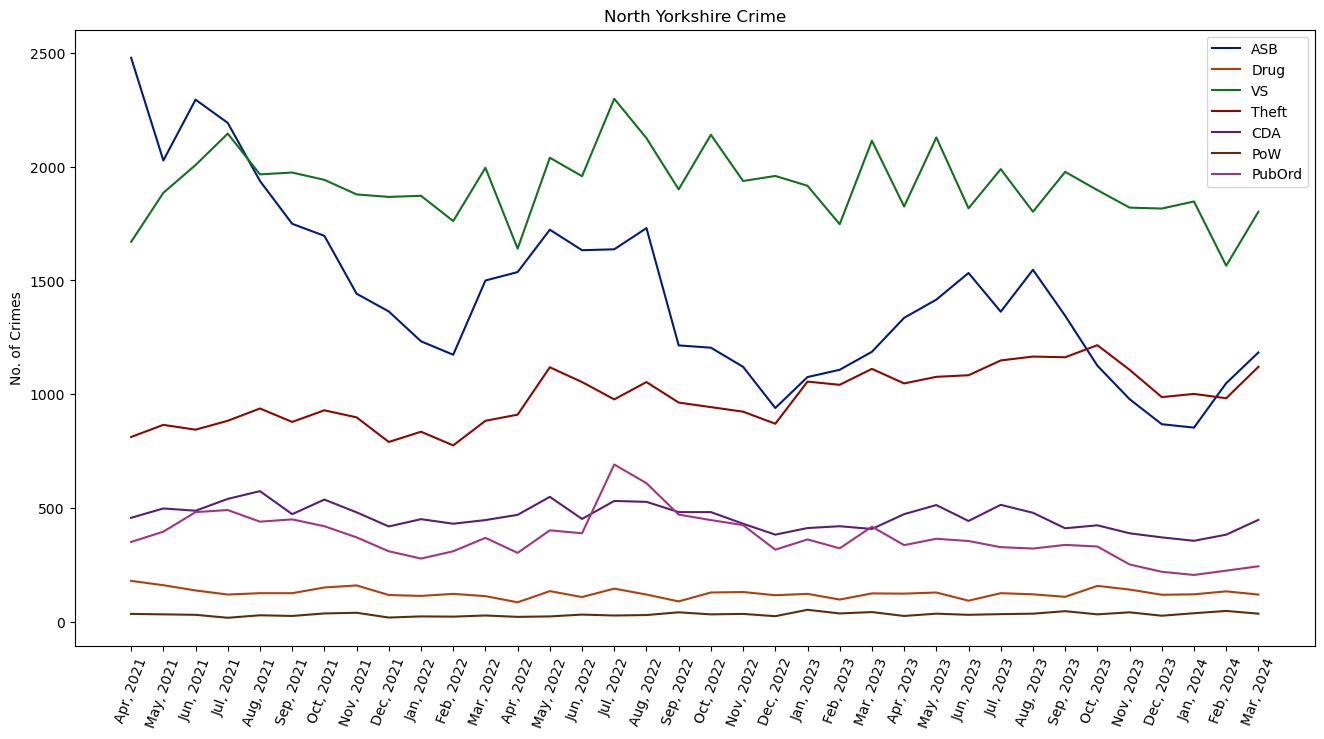 North Yorkshire Crime
ASB
Drug
VS
Theft
CDA
PoW
PubOrd
No. of Crimes
2500
2000
1500
1000
500
0
Apr, 2021
May, 2021
Jun, 2021
Jul, 2021
Aug, 2021
Sep, 2021
Oct, 2021
Nov, 2021
Dec, 2021
Jan, 2022
Feb, 2022
Mar, 2022
Apr, 2022
May, 2022
Jun, 2022
Jul, 2022
Aug, 2022
Sep, 2022
Oct, 2022
Nov, 2022
Dec, 2022
Jan, 2023
Feb, 2023
Mar, 2023
Apr, 2023
May, 2023
Jun, 2023
Jul, 2023
Aug, 2023
Sep, 2023
Oct, 2023
Nov, 2023
Dec, 2023
Jan, 2024
Feb, 2024
Mar, 2024